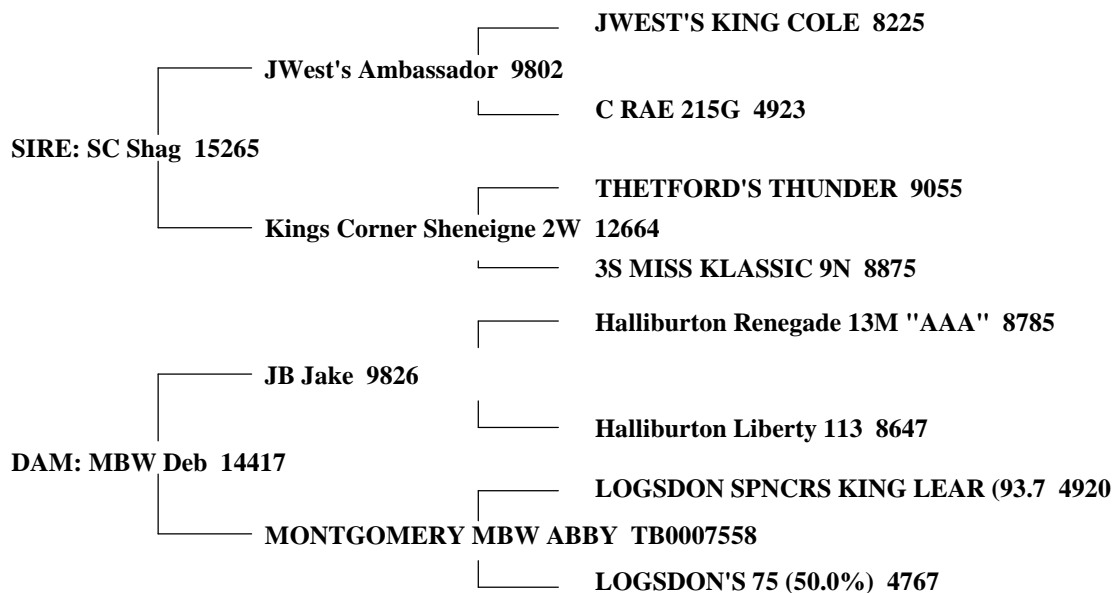 JWEST'S KING COLE 8225
JWest's Ambassador 9802
C RAE 215G 4923
SIRE: SC Shag 15265
THETFORD'S THUNDER 9055
Kings Corner Sheneigne 2W 12664
3S MISS KLASSIC 9N 8875
Halliburton Renegade 13M "AAA" 8785
JB Jake 9826
Halliburton Liberty 113 8647
DAM: MBW Deb 14417
LOGSDON SPNCRS KING LEAR (93.7 4920
MONTGOMERY MBW ABBY TB0007558
LOGSDON'S 75 (50.0%) 4767